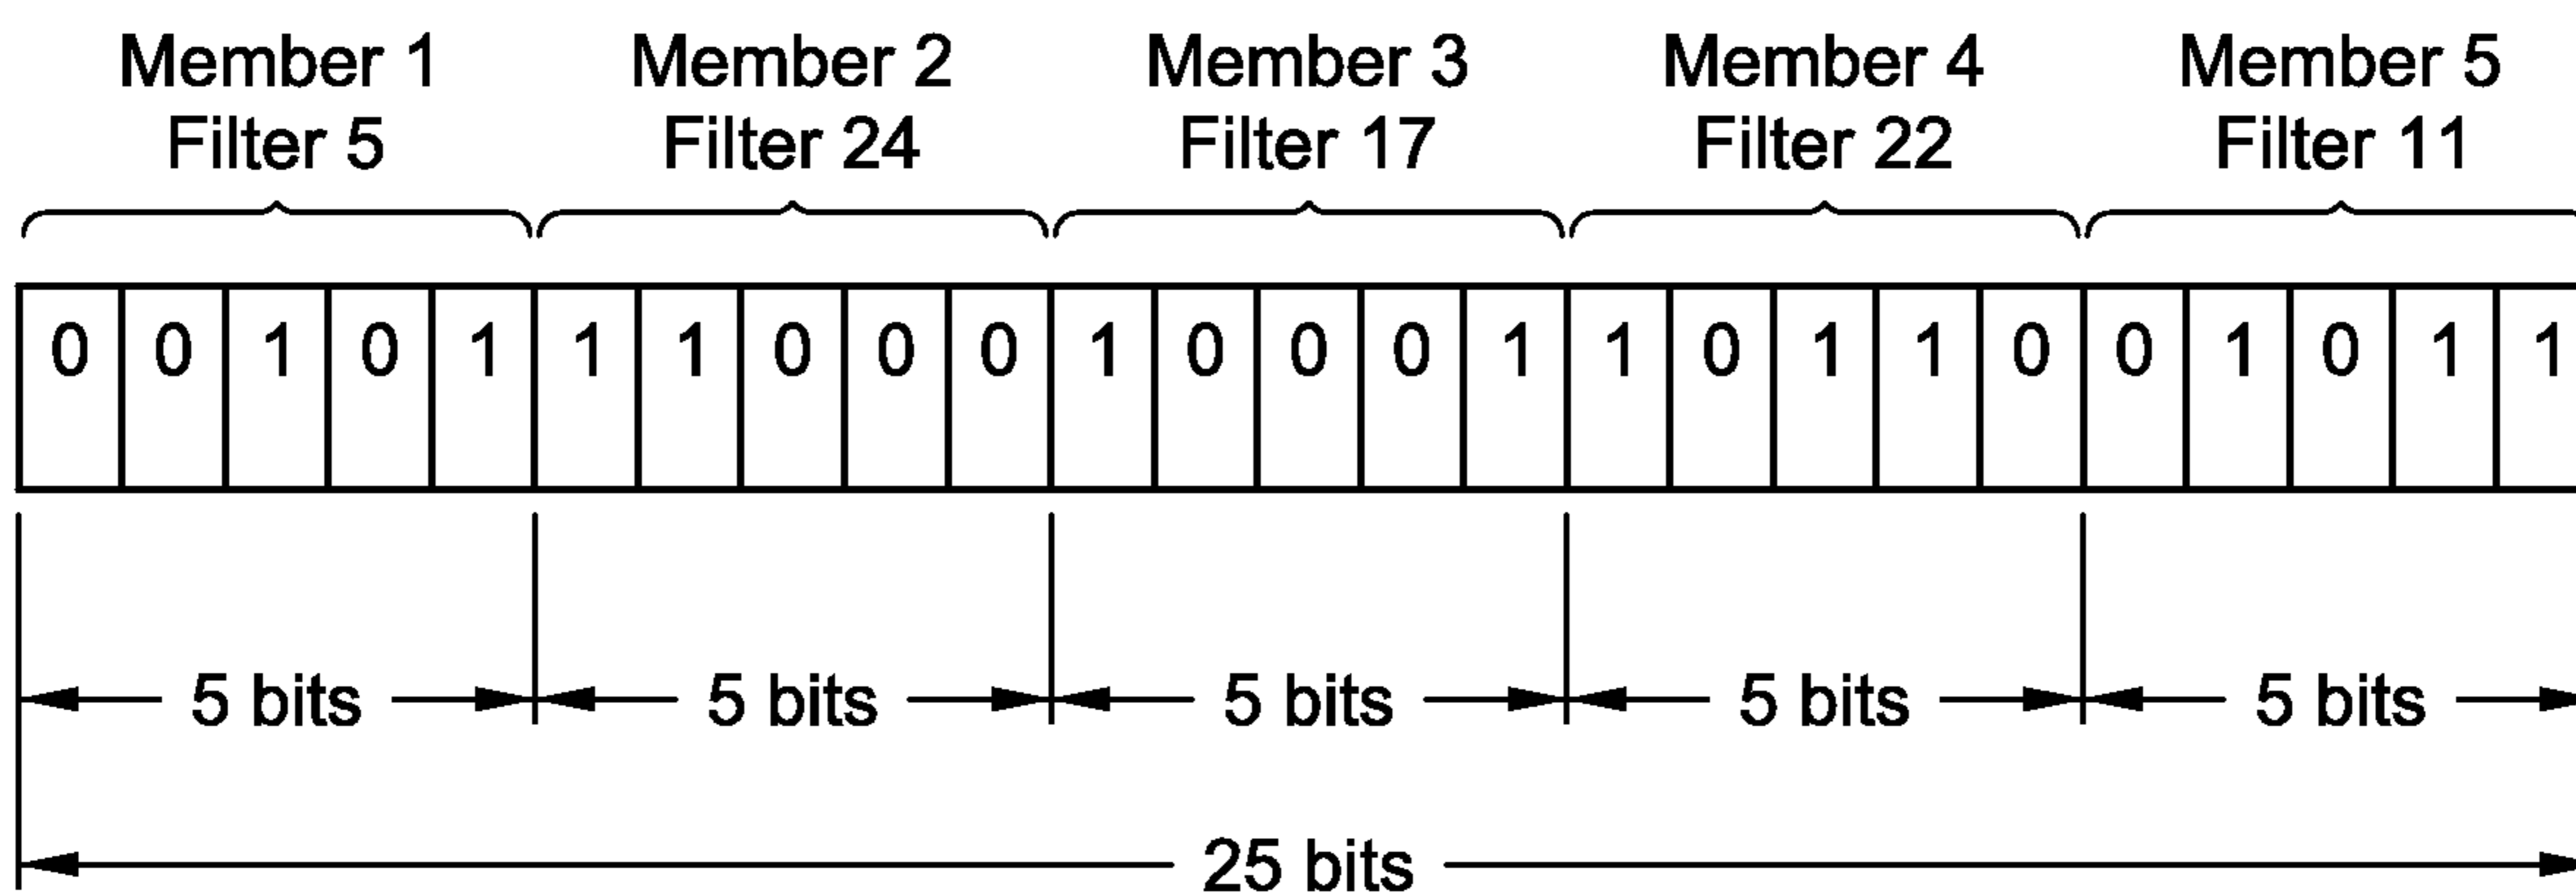 Member 1 Member 2 Member 3 Member 4 Member 5
Filter 5 Filter 24 Filter 17 Filter 22 Filter 11
0 0 1 0 1 1 1 0 0 0 1 0 0 0 1 1 0 1 1 0 0 1 0 1 1
5 bits 5 bits 5 bits 5 bits 5 bits
25 bits